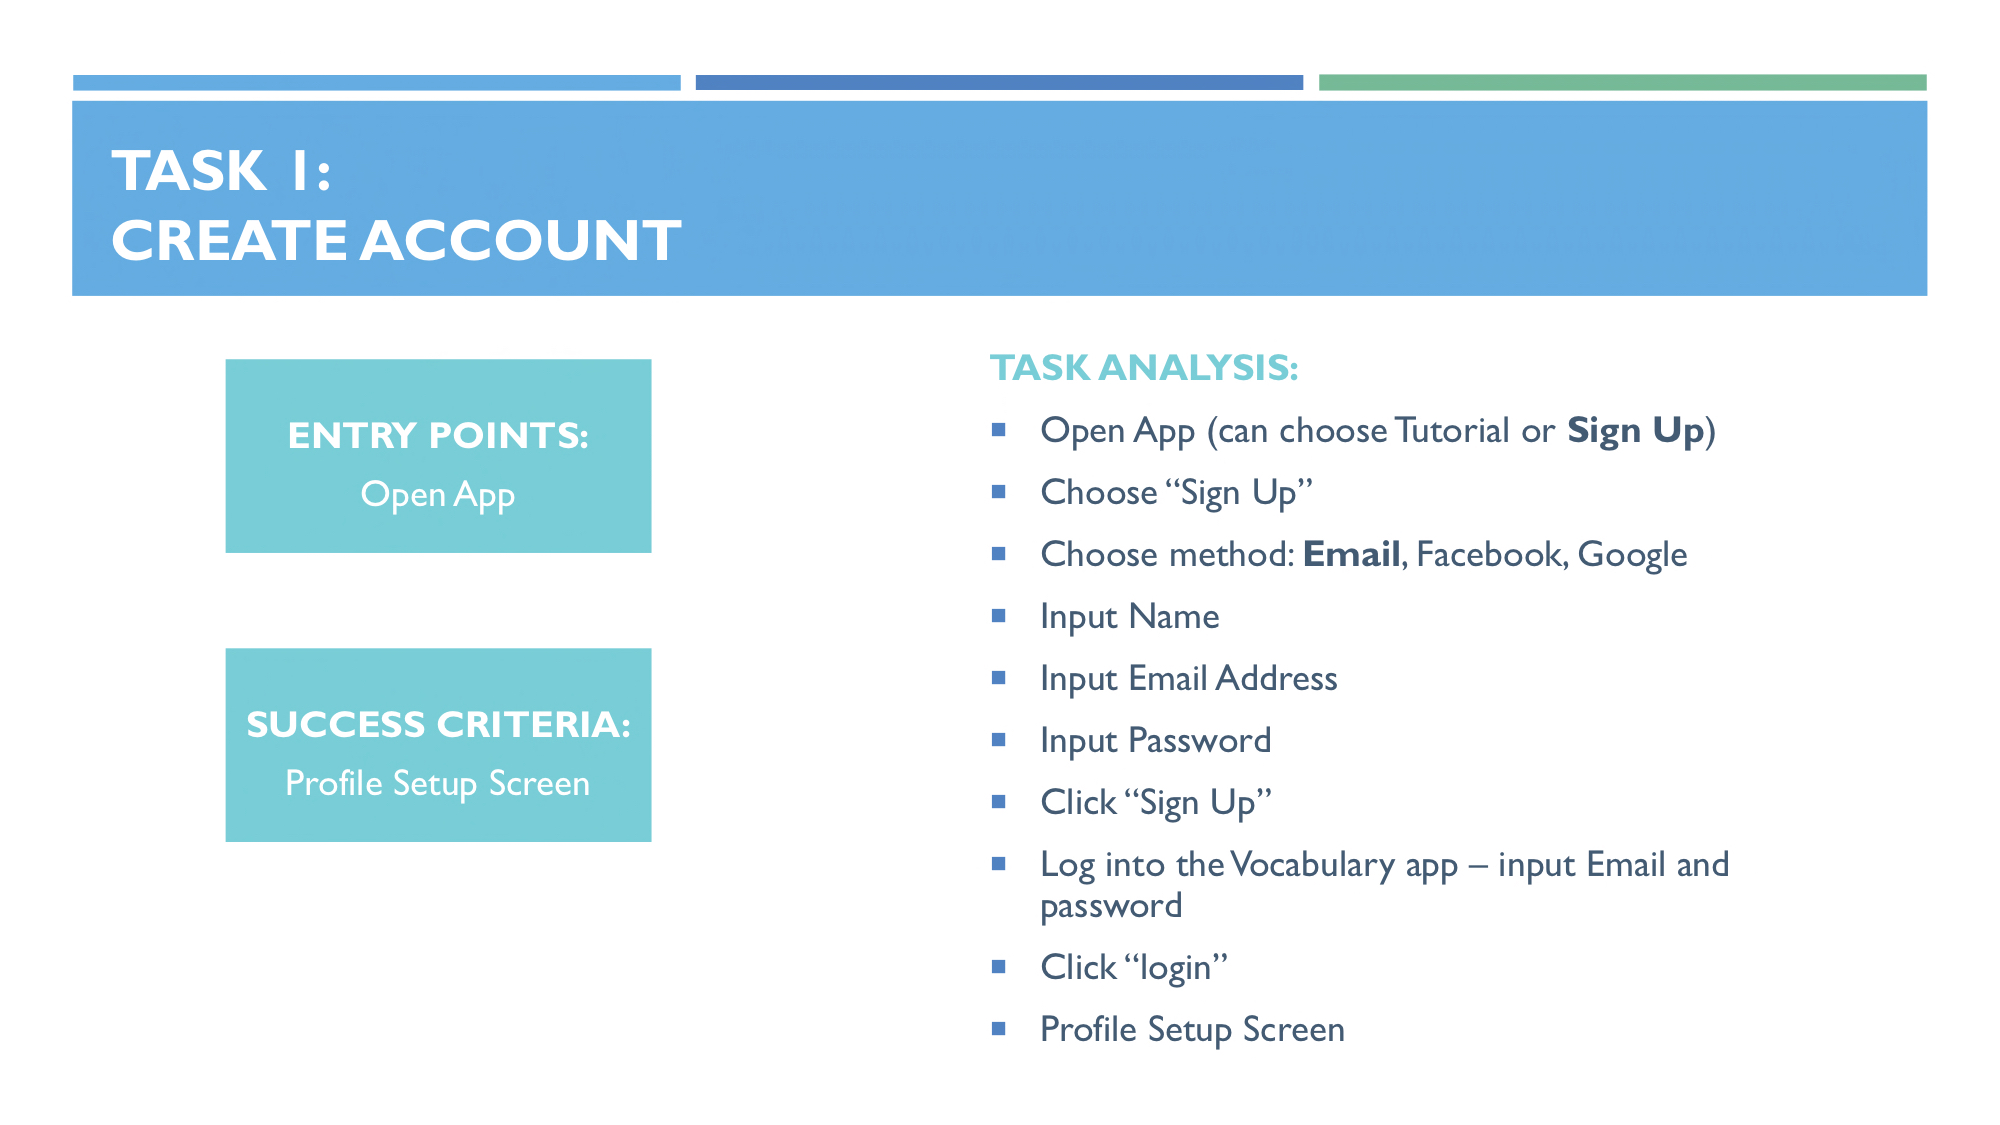 TASK 1:
CREATE ACCOUNT
ENTRY POINTS:
Open App
SUCCESS CRITERIA:
Profile Setup Screen
TASK ANALYSIS:
Open App (can choose Tutorial or Sign Up)
Choose “Sign Up”
Choose method: Email, Facebook, Google
Input Name
Input Email Address
Input Password
Click “Sign Up”
Log into the Vocabulary app – input Email and
password
Click “login”
Profile Setup Screen